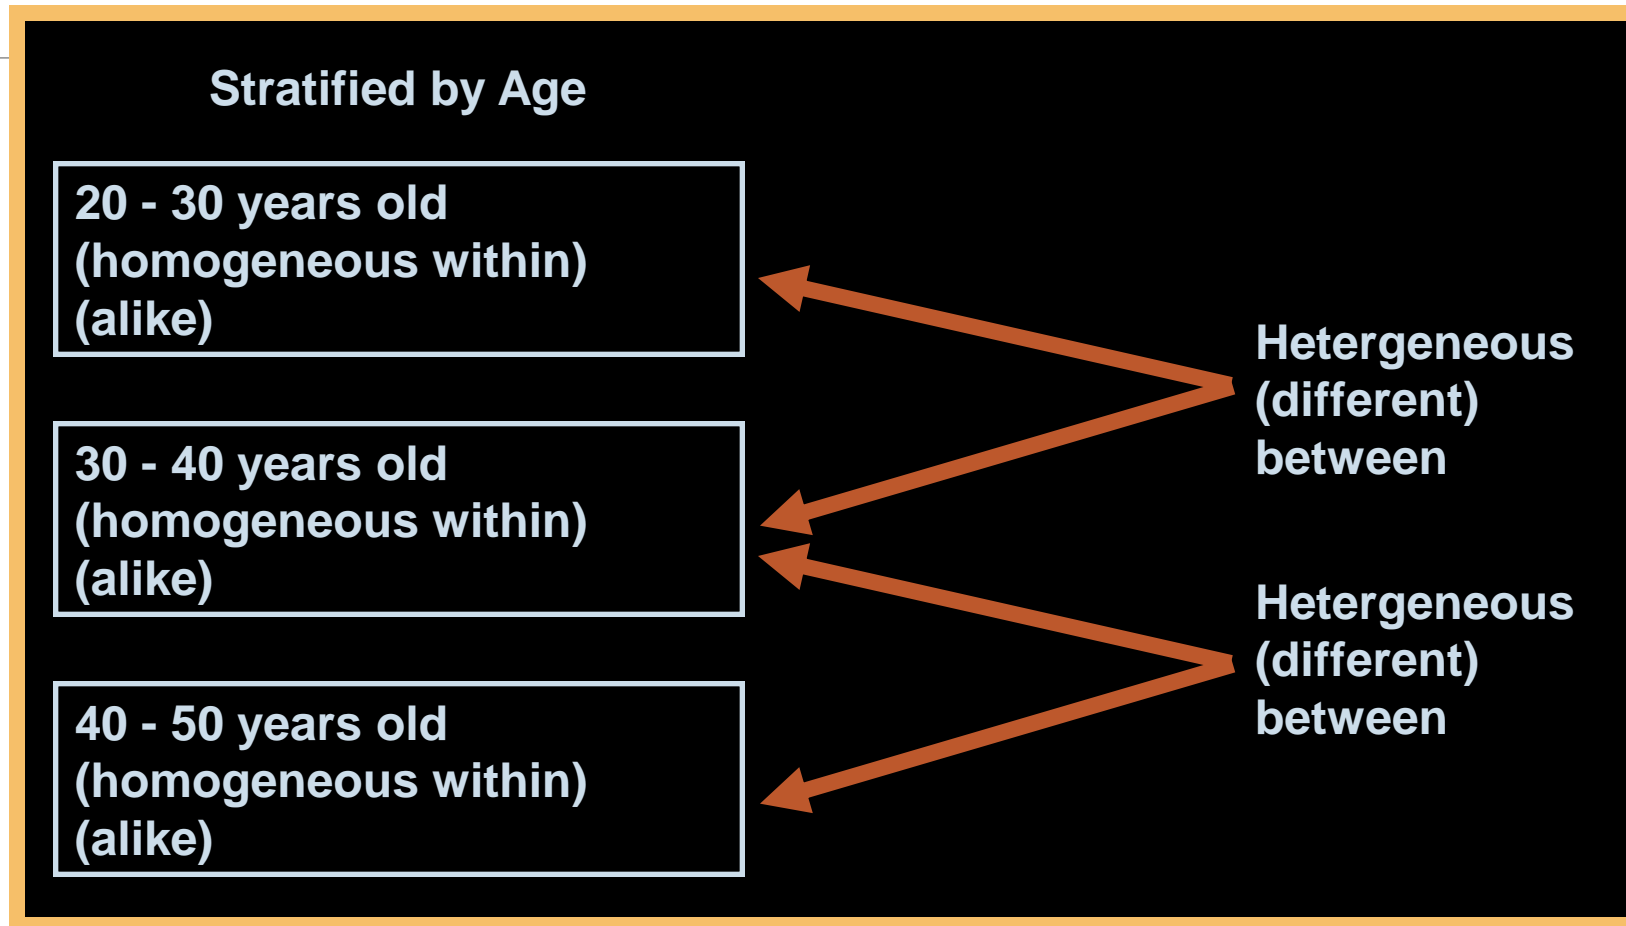 Stratified by Age
20 - 30 years old
(homogeneous within)
(alike)
30 - 40 years old
(homogeneous within)
(alike)
40 - 50 years old
(homogeneous within)
(alike)
Hetergeneous
(different)
between
Hetergeneous
(different)
between